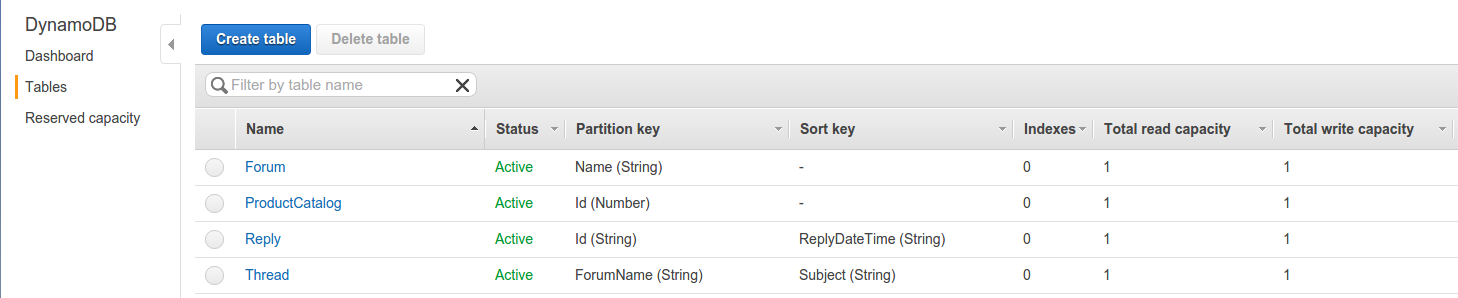 DynamoDB
Dashboard
Tables
Reserved capacity
Create table Delete table
Filter by table name
Name Status Partition key Sort key Indexes Total read capacity Total write capacity
Forum Active Name (String) - 0 1 1
ProductCatalog Active Id (Number) - 0 1 1
Reply Active Id (String) ReplyDateTime (String) 0 1 1
Thread Active ForumName (String) Subject (String) 0 1 1